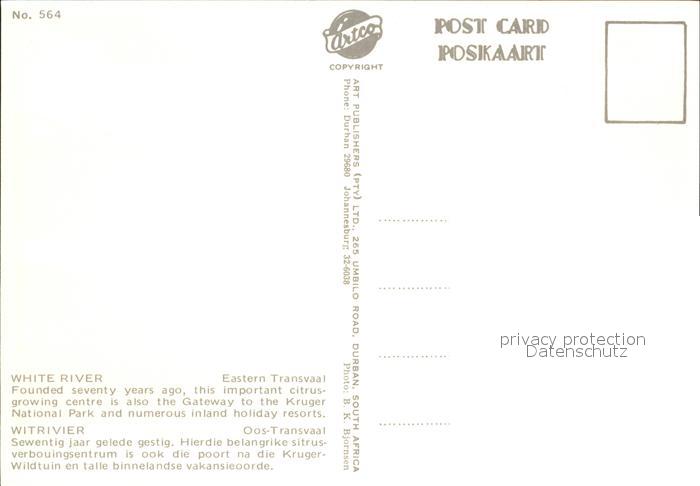 No. 564
Artco
COPYRIGHT
POST CARD
POSKAART
ART PUBLISHERS (PTY) LTD., 265 UMBILO ROAD, DURBAN, SOUTH AFRICA
Phone: Durban 29680 Johannesburg 32-6038
Photo: B. K. Bjornsen
privacy protection
Datenschutz
WHITE RIVER Eastern Transvaal
Founded seventy years ago, this important citrus-
growing centre is also the Gateway to the Kruger
National Park and numerous inland holiday resorts.
WITRIVIER Oos-Transvaal
Sewentig jaar gelede gestig. Hierdie belangrike sitrus-
verbouingsentrum is ook die poort na die Kruger-
Wildtuin en talle binnelandse vakansieoorde.